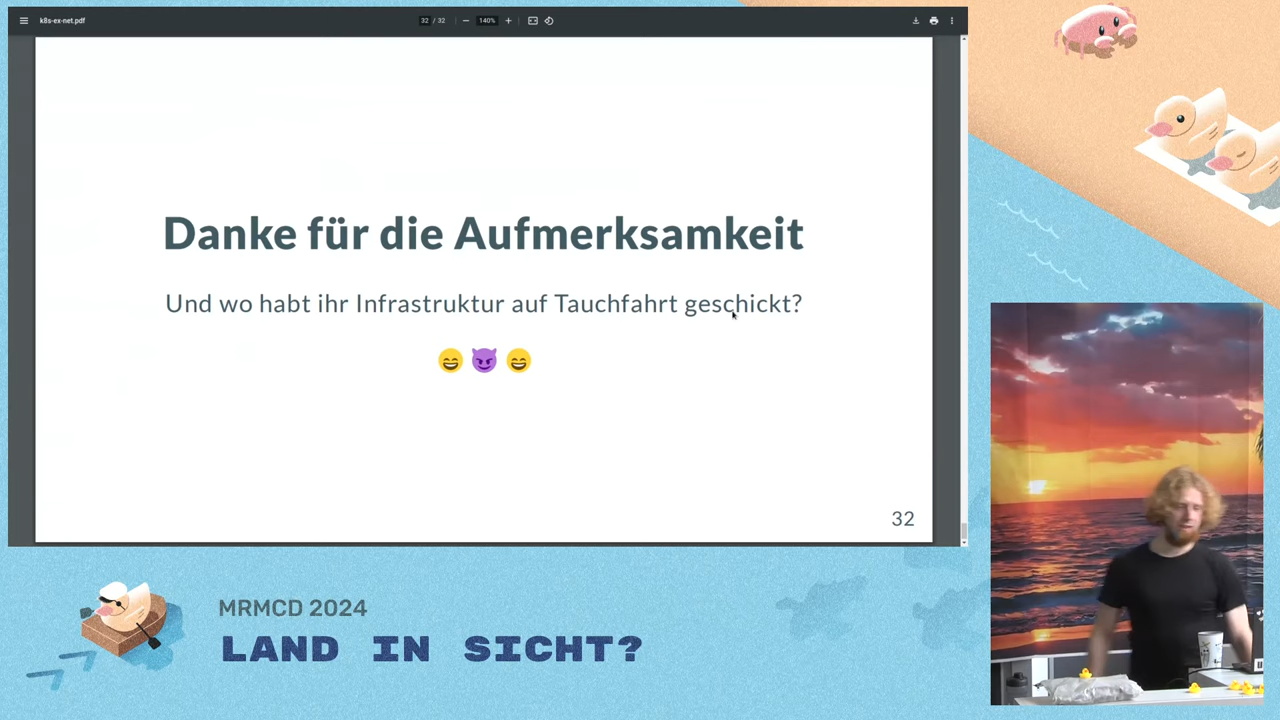 k8s-ex-net.pdf
32 / 32
140%
Danke für die Aufmerksamkeit
Und wo habt ihr Infrastruktur auf Tauchfahrt geschickt?
32
MRMCD 2024
LAND IN SICHT?